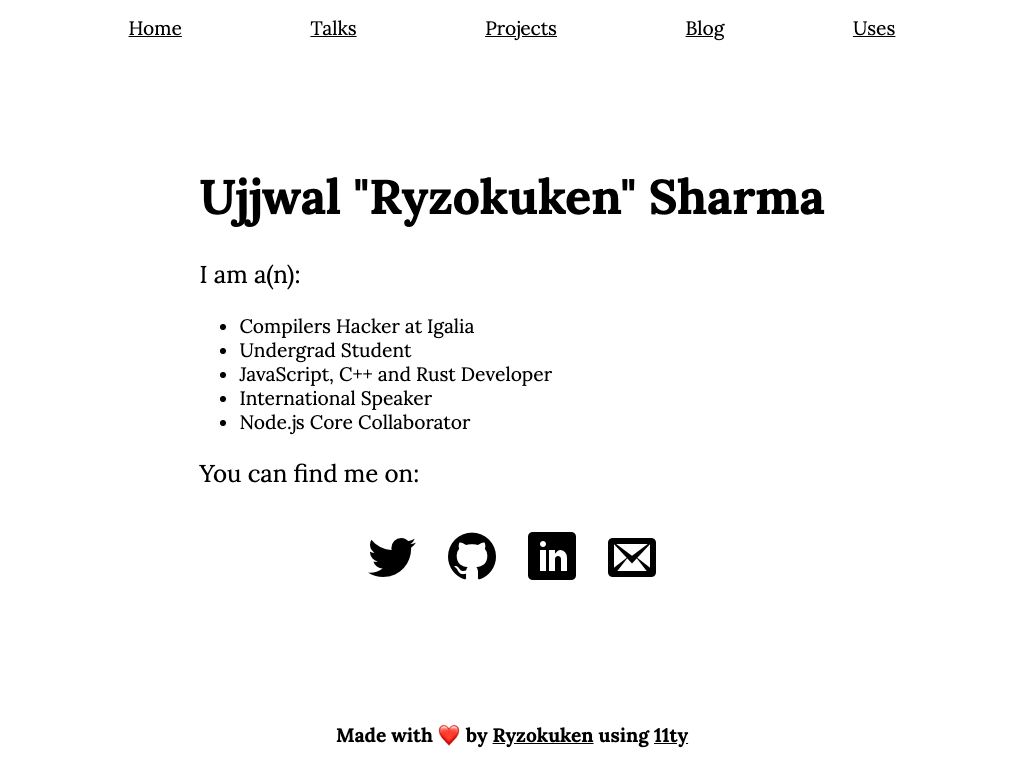 Home Talks Projects Blog Uses
Ujjwal "Ryzokuken" Sharma
I am a(n):
• Compilers Hacker at Igalia
• Undergrad Student
• JavaScript, C++ and Rust Developer
• International Speaker
• Node.js Core Collaborator
You can find me on:
in
Made with ❤️ by Ryzokuken using 11ty